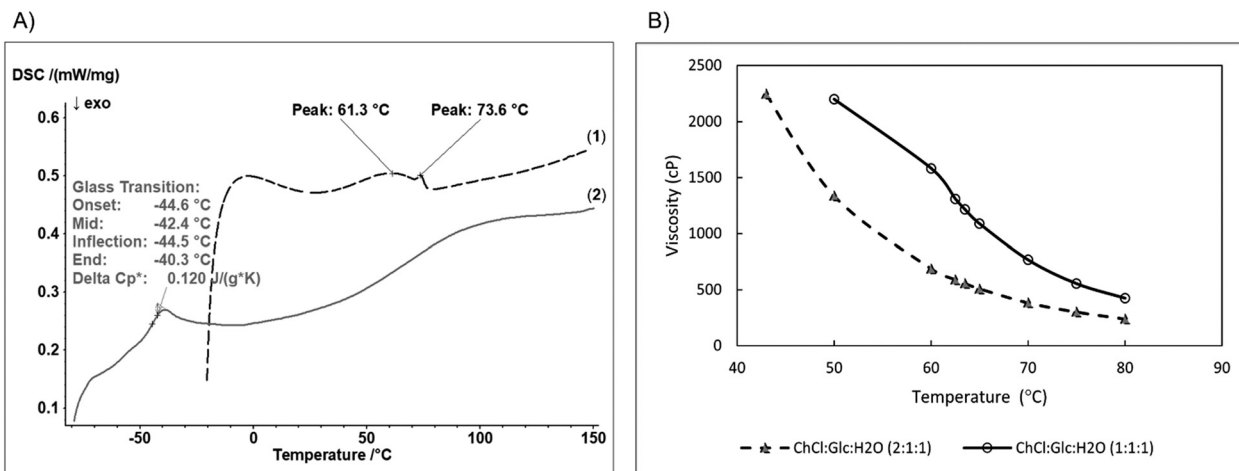 A)
DSC /(mW/mg)
↓ exo
0.6
0.5
0.4
0.3
0.2
0.1
Peak: 61.3 °C
Peak: 73.6 °C
(1)
(2)
Glass Transition:
Onset: -44.6 °C
Mid: -42.4 °C
Inflection: -44.5 °C
End: -40.3 °C
Delta Cp*: 0.120 J/(g*K)
-50
0
50
100
150
Temperature /°C
B)
Viscosity (cP)
2500
2000
1500
1000
500
0
40
50
60
70
80
90
Temperature (°C)
ChCl:Glc:H2O (2:1:1)
ChCl:Glc:H2O (1:1:1)